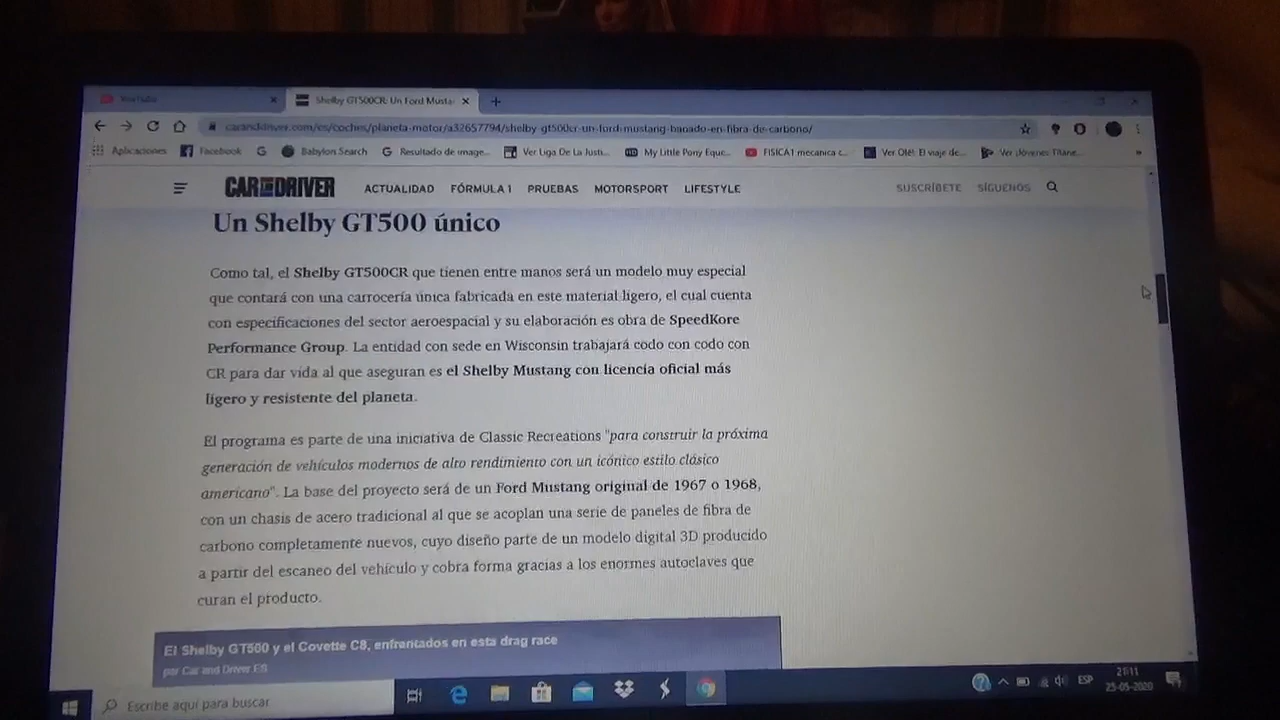 YouTube
Shelby GT500CR: Un Ford Musta
caranddriver.com/es/coches/planeta-motor/a32657794/shelby-gt500cr-un-ford-mustang-banado-en-fibra-de-carbono/
Aplicaciones Facebook Babylon Search Resultado de image... Ver Liga De La Justi... My Little Pony Eque... FISICA1 mecanica c... Ver Olé!: El viaje de... Ver Jóvenes Titane... »
CAR AND DRIVER ACTUALIDAD FÓRMULA 1 PRUEBAS MOTORSPORT LIFESTYLE SUSCRÍBETE SÍGUENOS
Un Shelby GT500 único
Como tal, el Shelby GT500CR que tienen entre manos será un modelo muy especial
que contará con una carrocería única fabricada en este material ligero, el cual cuenta
con especificaciones del sector aeroespacial y su elaboración es obra de SpeedKore
Performance Group. La entidad con sede en Wisconsin trabajará codo con codo con
CR para dar vida al que aseguran es el Shelby Mustang con licencia oficial más
ligero y resistente del planeta.
El programa es parte de una iniciativa de Classic Recreations "para construir la próxima
generación de vehículos modernos de alto rendimiento con un icónico estilo clásico
americano". La base del proyecto será de un Ford Mustang original de 1967 o 1968,
con un chasis de acero tradicional al que se acoplan una serie de paneles de fibra de
carbono completamente nuevos, cuyo diseño parte de un modelo digital 3D producido
a partir del escaneo del vehículo y cobra forma gracias a los enormes autoclaves que
curan el producto.
El Shelby GT500 y el Covette C8, enfrentados en esta drag race
por Car and Driver ES
Escribe aquí para buscar
ESP
21:11
25-05-2020